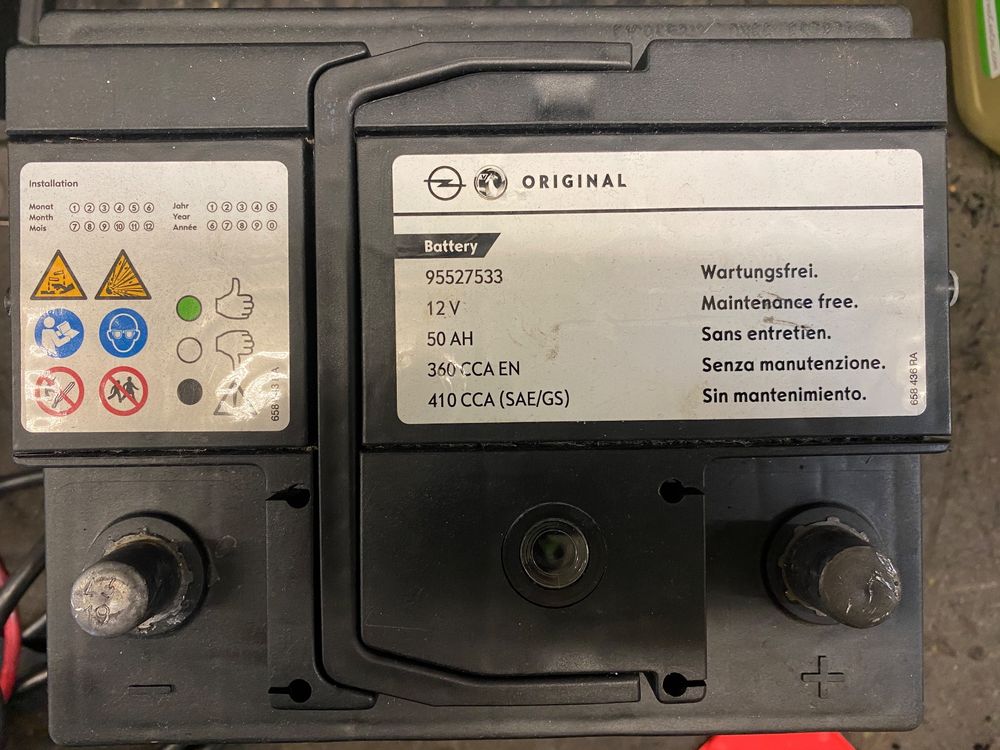 Installation
Monat
Month
Mois
1 2 3 4 5 6
7 8 9 10 11 12
Jahr
Year
Année
1 2 3 4 5
6 7 8 9 0
ORIGINAL
Battery
95527533
12 V
50 AH
360 CCA EN
410 CCA (SAE/GS)
Wartungsfrei.
Maintenance free.
Sans entretien.
Senza manutenzione.
Sin mantenimiento.
658 436 RA
−
+